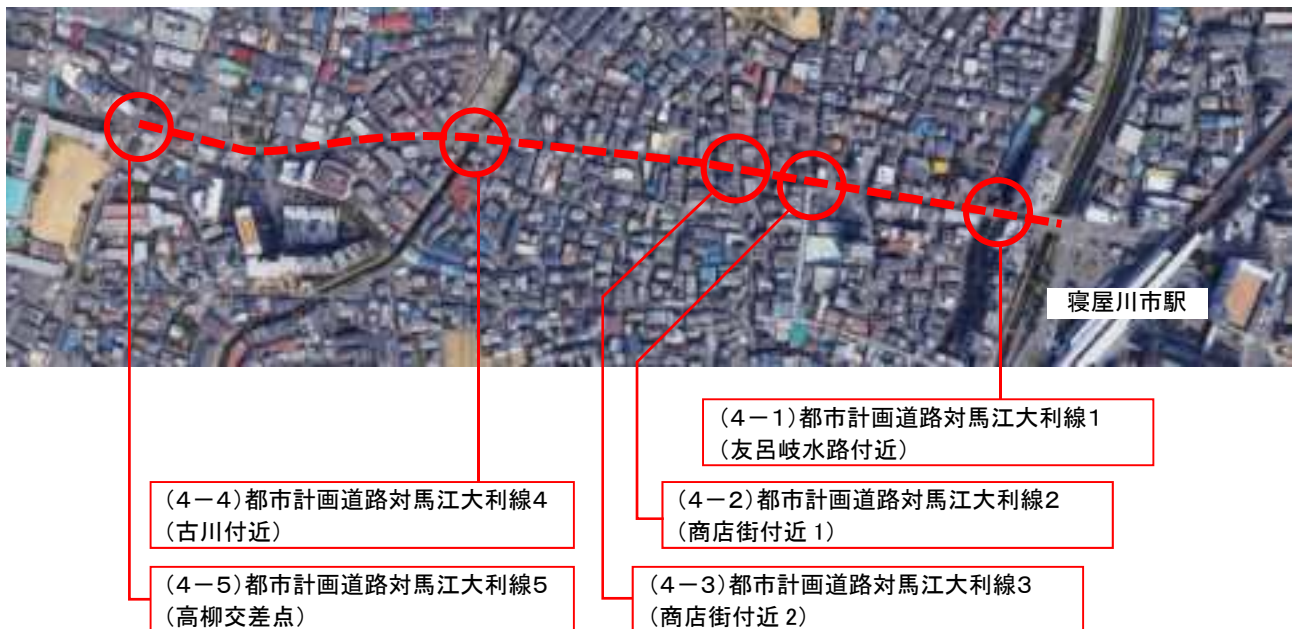 寝屋川市駅
(4-1)都市計画道路対馬江大利線1
(友呂岐水路付近)
(4-4)都市計画道路対馬江大利線4
(古川付近)
(4-2)都市計画道路対馬江大利線2
(商店街付近 1)
(4-5)都市計画道路対馬江大利線5
(高柳交差点)
(4-3)都市計画道路対馬江大利線3
(商店街付近 2)